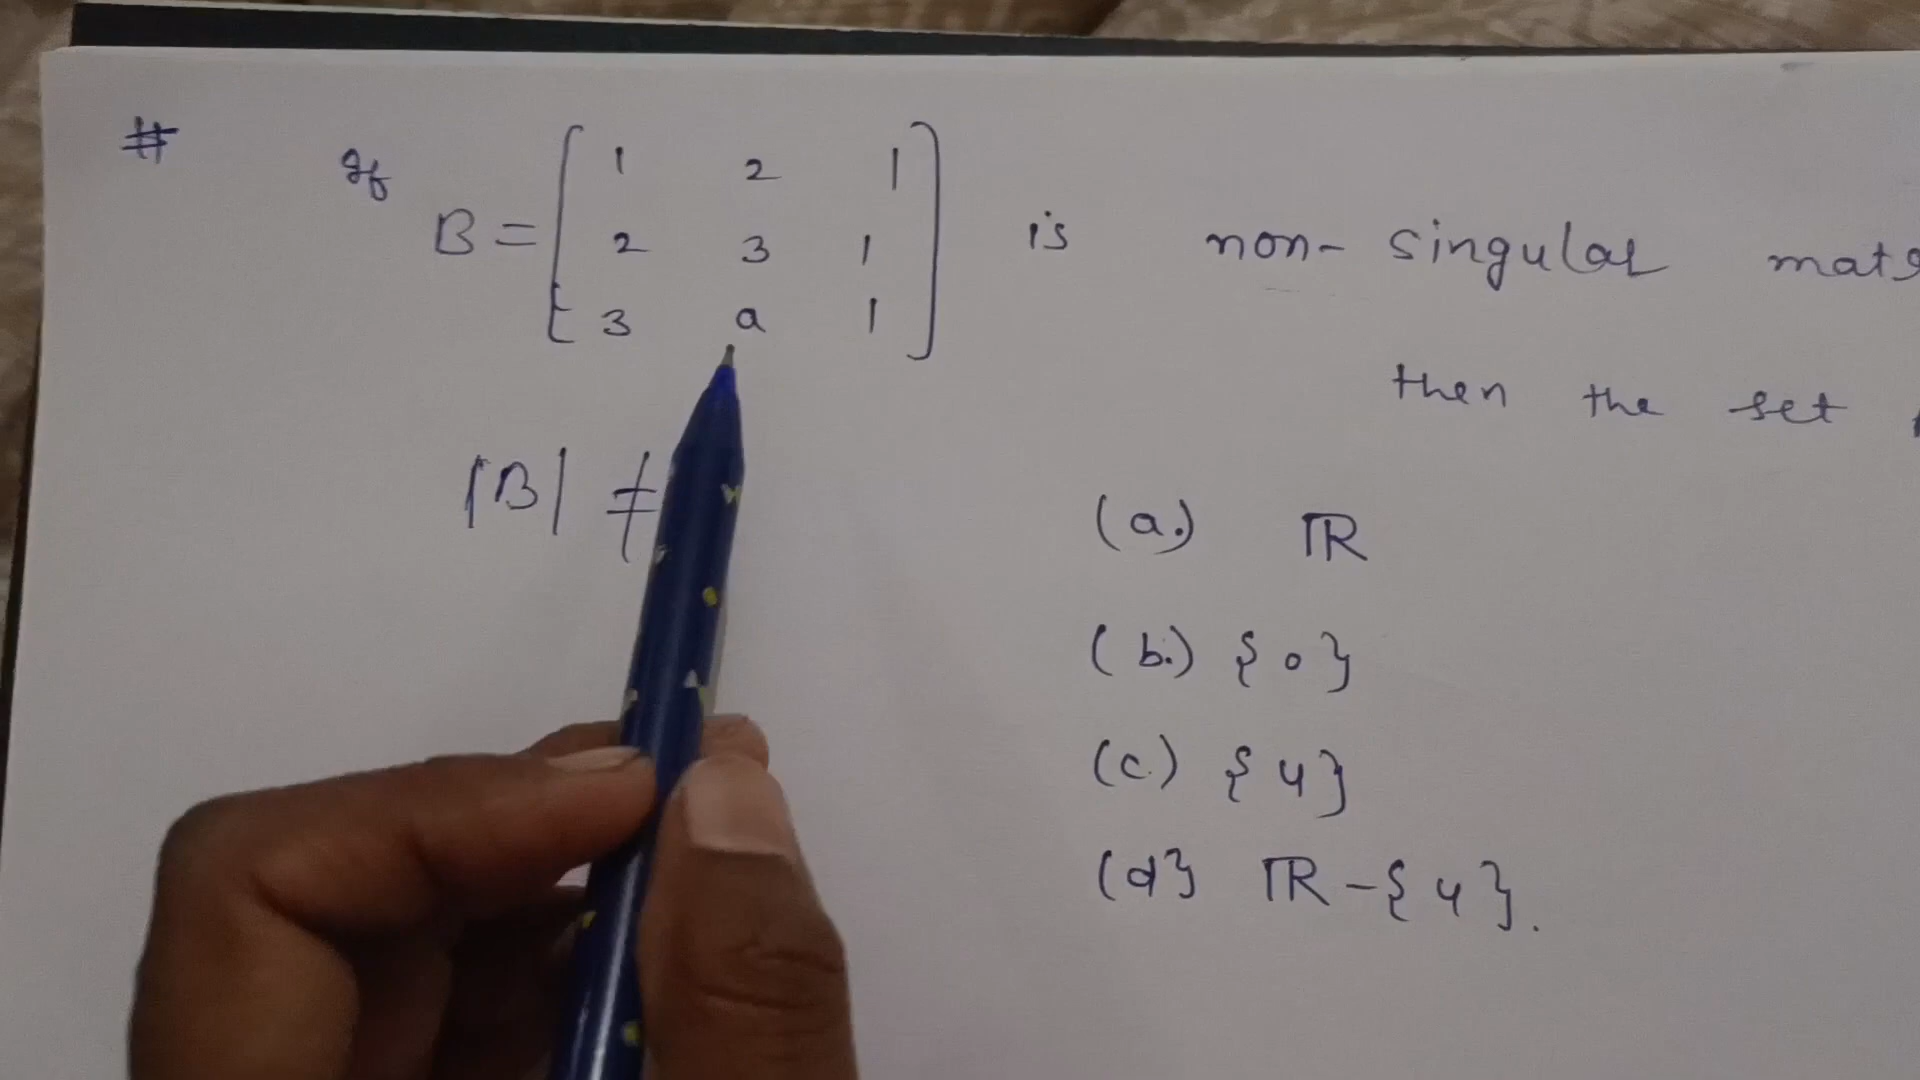 # If B = [ 1 2 1
2 3 1
3 a 1 ] is non-singular
then the set
|B| ≠
(a.) ℝ
(b.) {0}
(c.) {4}
(d} ℝ-{4}.